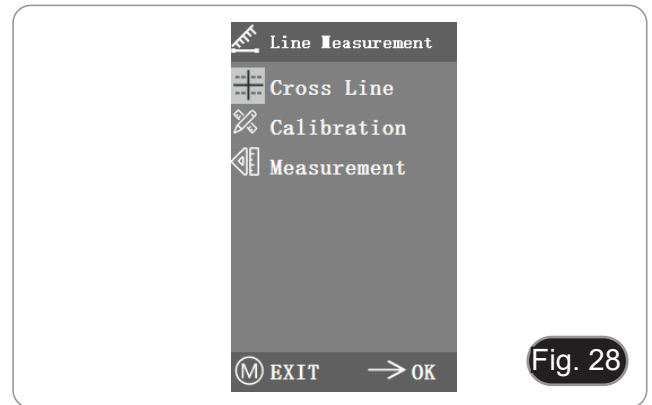 Line Measurement
Cross Line
Calibration
Measurement
M EXIT → OK
Fig. 28